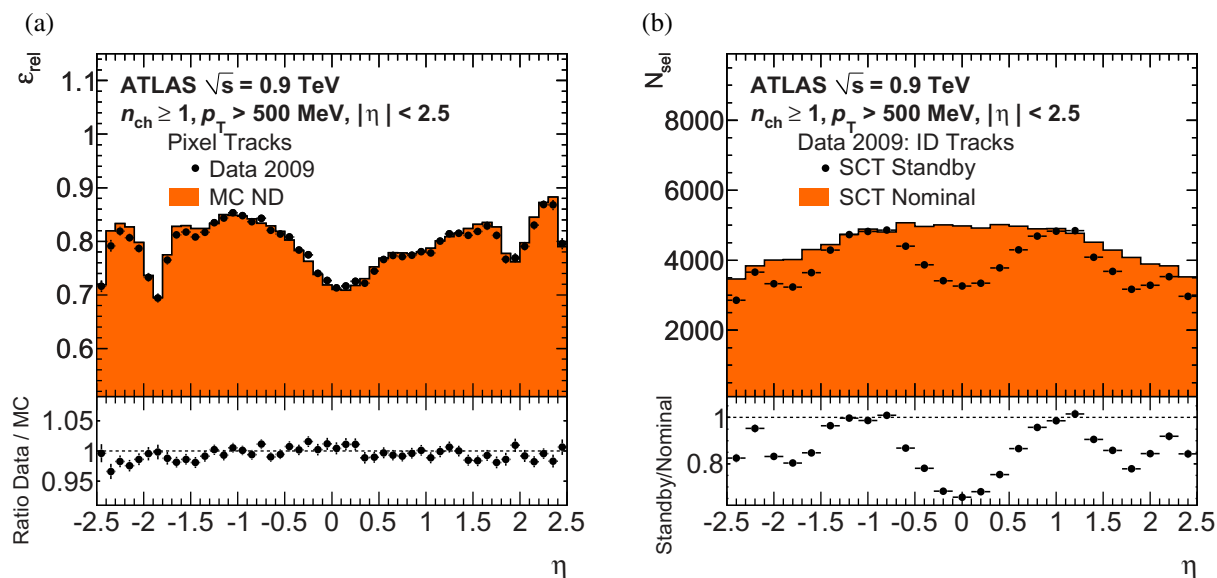 (a)
ε_rel
1.1
1
0.9
0.8
0.7
0.6
ATLAS √s = 0.9 TeV
n_ch ≥ 1, p_T > 500 MeV, |η| < 2.5
Pixel Tracks
Data 2009
MC ND
Ratio Data / MC
1.05
1
0.95
-2.5 -2 -1.5 -1 -0.5 0 0.5 1 1.5 2 2.5
η
(b)
N_sel
8000
6000
4000
2000
ATLAS √s = 0.9 TeV
n_ch ≥ 1, p_T > 500 MeV, |η| < 2.5
Data 2009: ID Tracks
SCT Standby
SCT Nominal
Standby/Nominal
1
0.8
-2.5 -2 -1.5 -1 -0.5 0 0.5 1 1.5 2 2.5
η